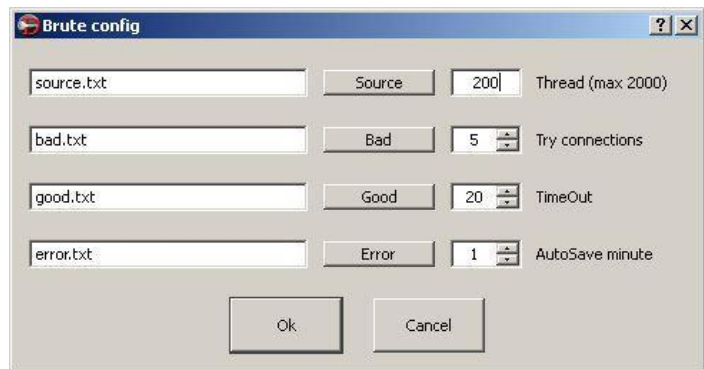 Brute config
source.txt Source 200 Thread (max 2000)
bad.txt Bad 5 Try connections
good.txt Good 20 TimeOut
error.txt Error 1 AutoSave minute
Ok Cancel